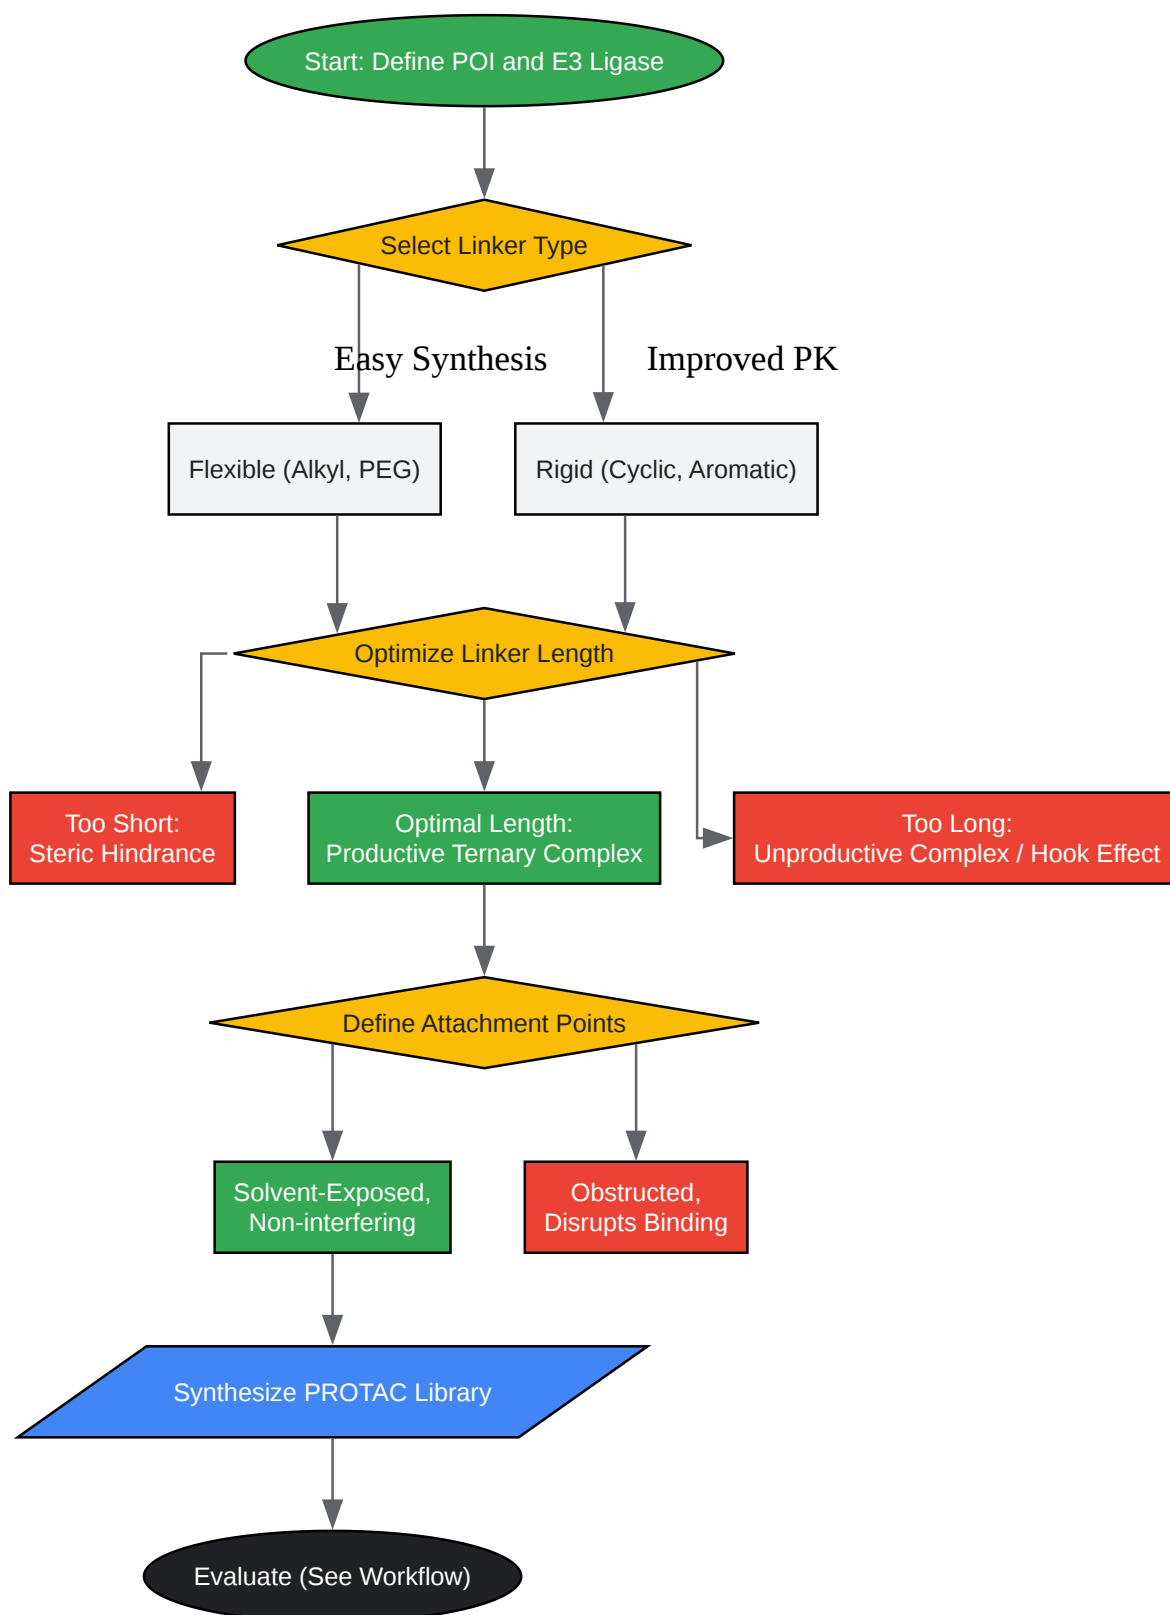 Start: Define POI and E3 Ligase
Select Linker Type
Easy Synthesis
Improved PK
Flexible (Alkyl, PEG)
Rigid (Cyclic, Aromatic)
Optimize Linker Length
Too Short:
Steric Hindrance
Optimal Length:
Productive Ternary Complex
Too Long:
Unproductive Complex / Hook Effect
Define Attachment Points
Solvent-Exposed,
Non-interfering
Obstructed,
Disrupts Binding
Synthesize PROTAC Library
Evaluate (See Workflow)